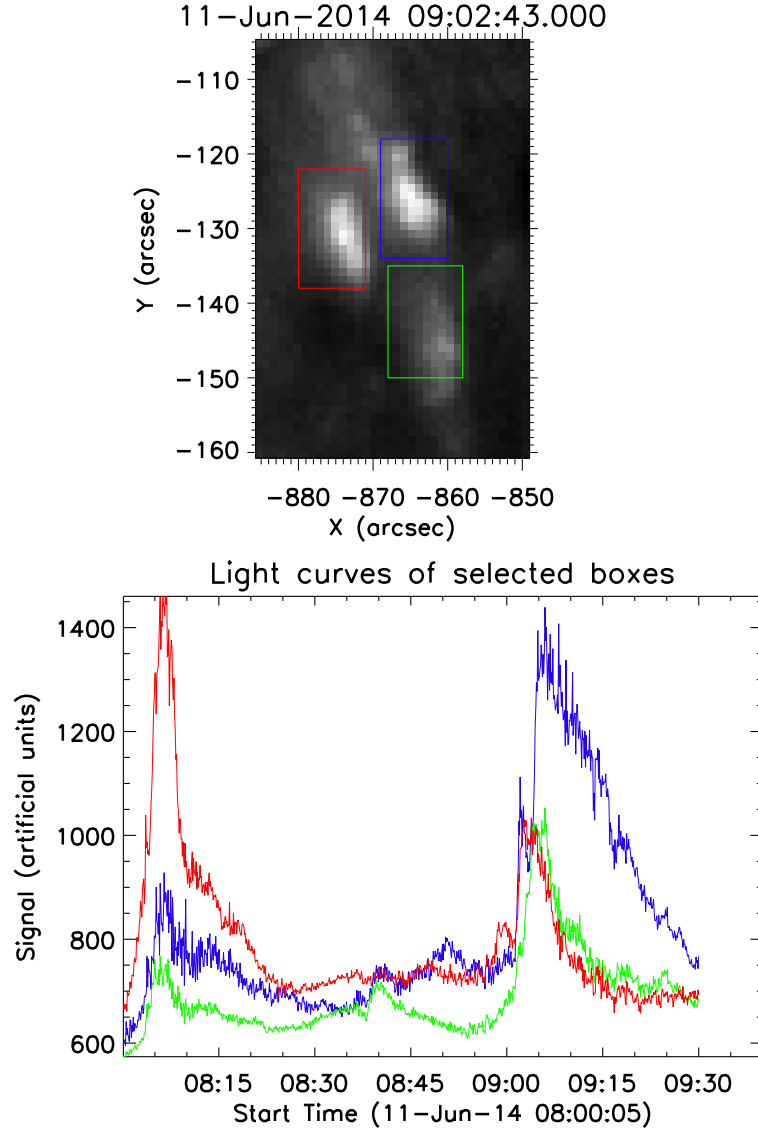 11-Jun-2014 09:02:43.000
-110
-120
-130
-140
-150
-160
Y (arcsec)
-880 -870 -860 -850
X (arcsec)
Light curves of selected boxes
1400
1200
1000
800
600
Signal (artificial units)
08:15 08:30 08:45 09:00 09:15 09:30
Start Time (11-Jun-14 08:00:05)